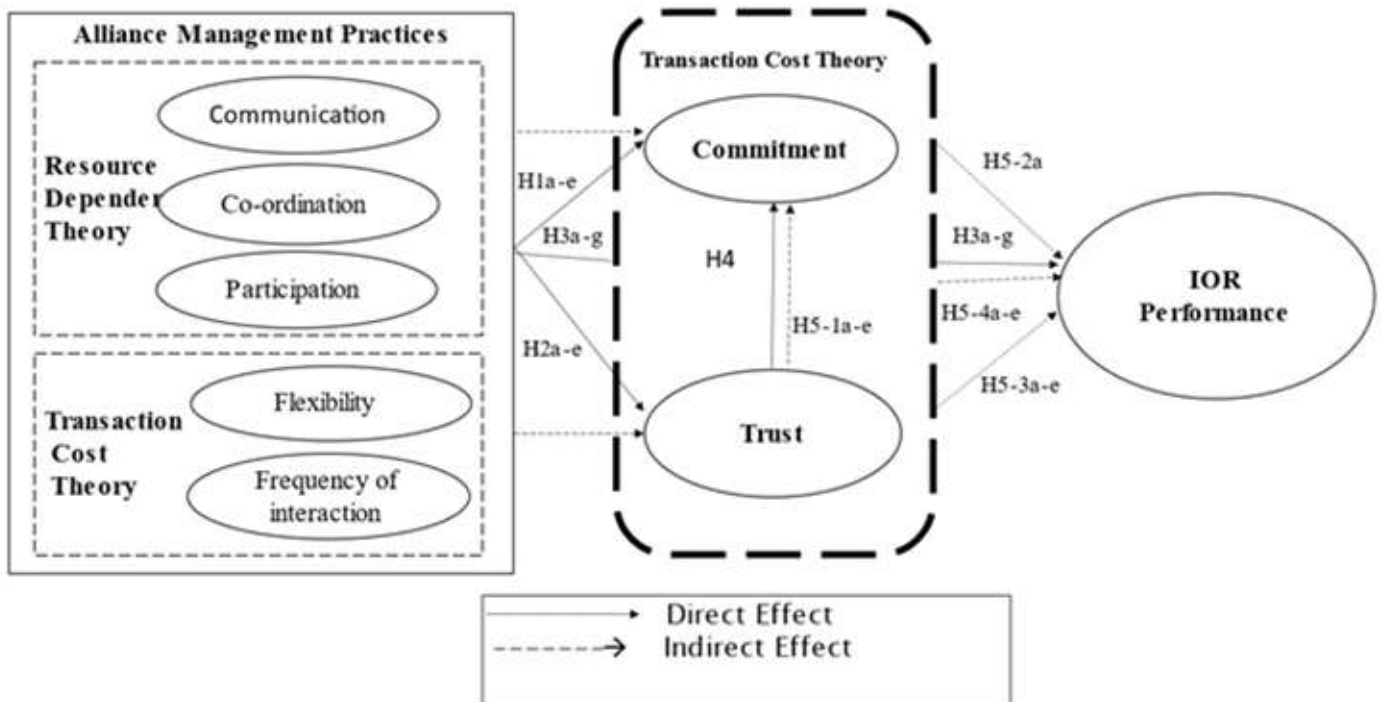 Alliance Management Practices
Communication
Resource
Depender
Theory
Co-ordination
Participation
Transaction
Cost
Theory
Flexibility
Frequency of
interaction
H1a-e
H3a-g
H2a-e
Transaction Cost Theory
Commitment
H4
H5-1a-e
Trust
H5-2a
H3a-g
H5-4a-e
H5-3a-e
IOR
Performance
Direct Effect
Indirect Effect